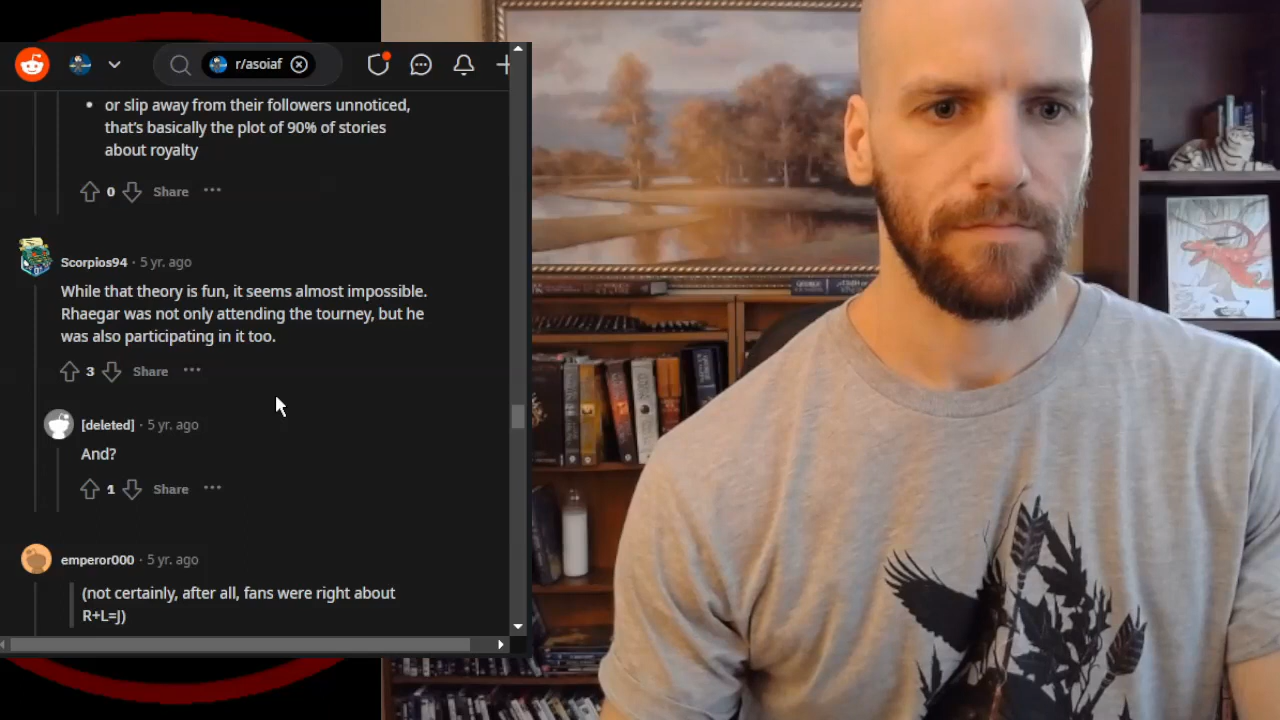 r/asoiaf
or slip away from their followers unnoticed,
that's basically the plot of 90% of stories
about royalty
0 Share
Scorpios94 · 5 yr. ago
While that theory is fun, it seems almost impossible.
Rhaegar was not only attending the tourney, but he
was also participating in it too.
3 Share
[deleted] · 5 yr. ago
And?
1 Share
emperor000 · 5 yr. ago
(not certainly, after all, fans were right about
R+L=J)